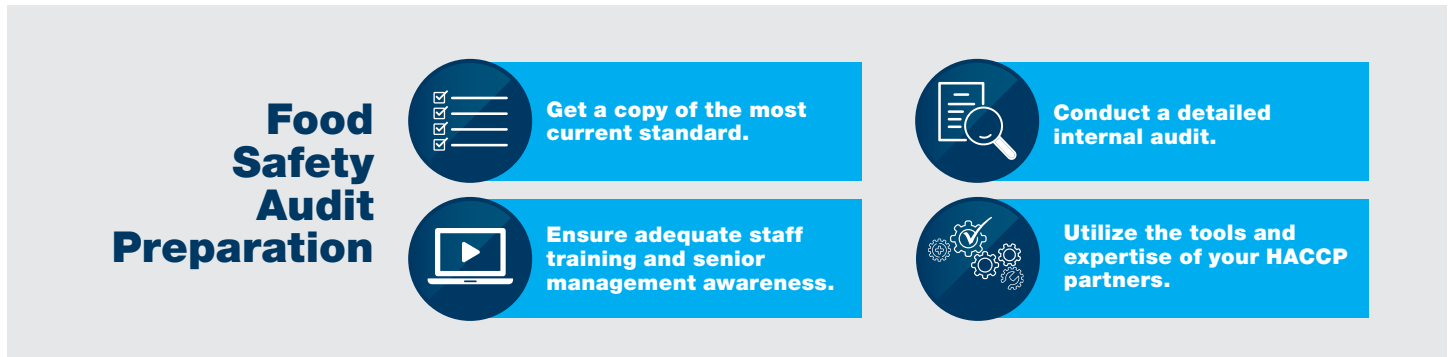 Food
Safety
Audit
Preparation
Get a copy of the most
current standard.
Conduct a detailed
internal audit.
Ensure adequate staff
training and senior
management awareness.
Utilize the tools and
expertise of your HACCP
partners.